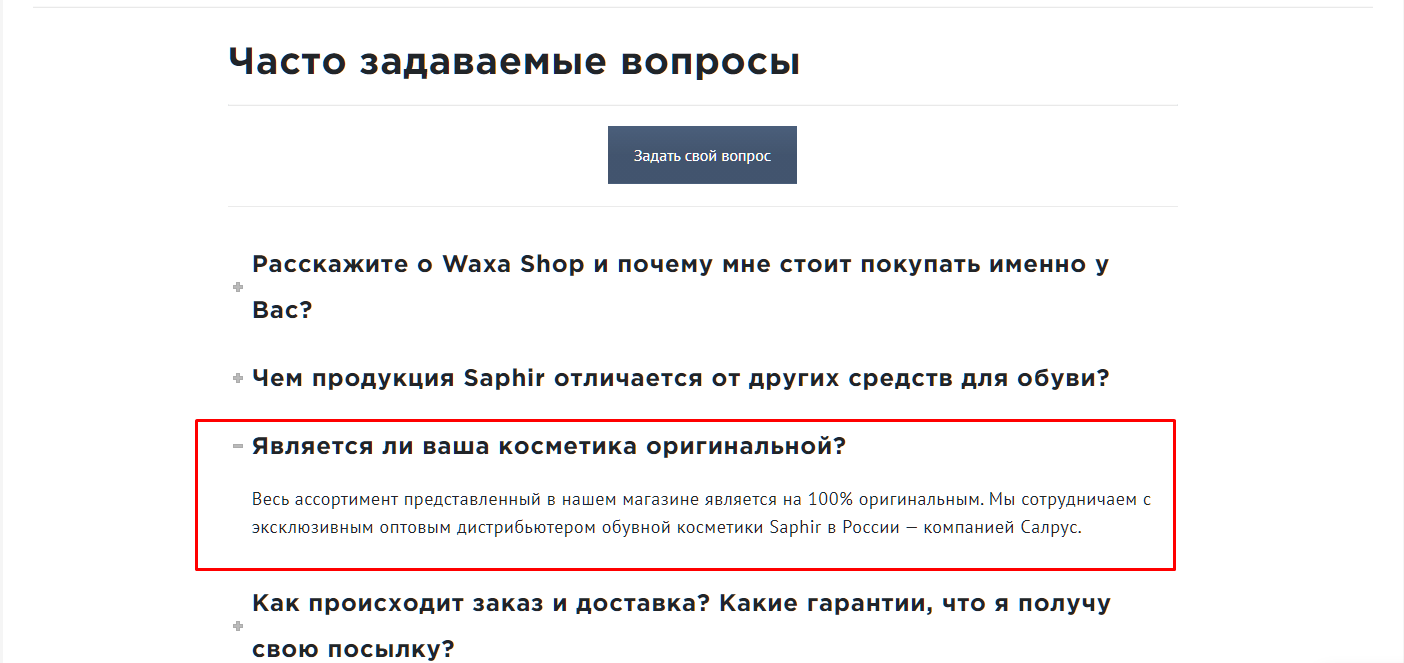 Часто задаваемые вопросы
Задать свой вопрос
Расскажите о Waxa Shop и почему мне стоит покупать именно у
Вас?
Чем продукция Saphir отличается от других средств для обуви?
Является ли ваша косметика оригинальной?
Весь ассортимент представленный в нашем магазине является на 100% оригинальным. Мы сотрудничаем с
эксклюзивным оптовым дистрибьютером обувной косметики Saphir в России — компанией Салрус.
Как происходит заказ и доставка? Какие гарантии, что я получу
свою посылку?